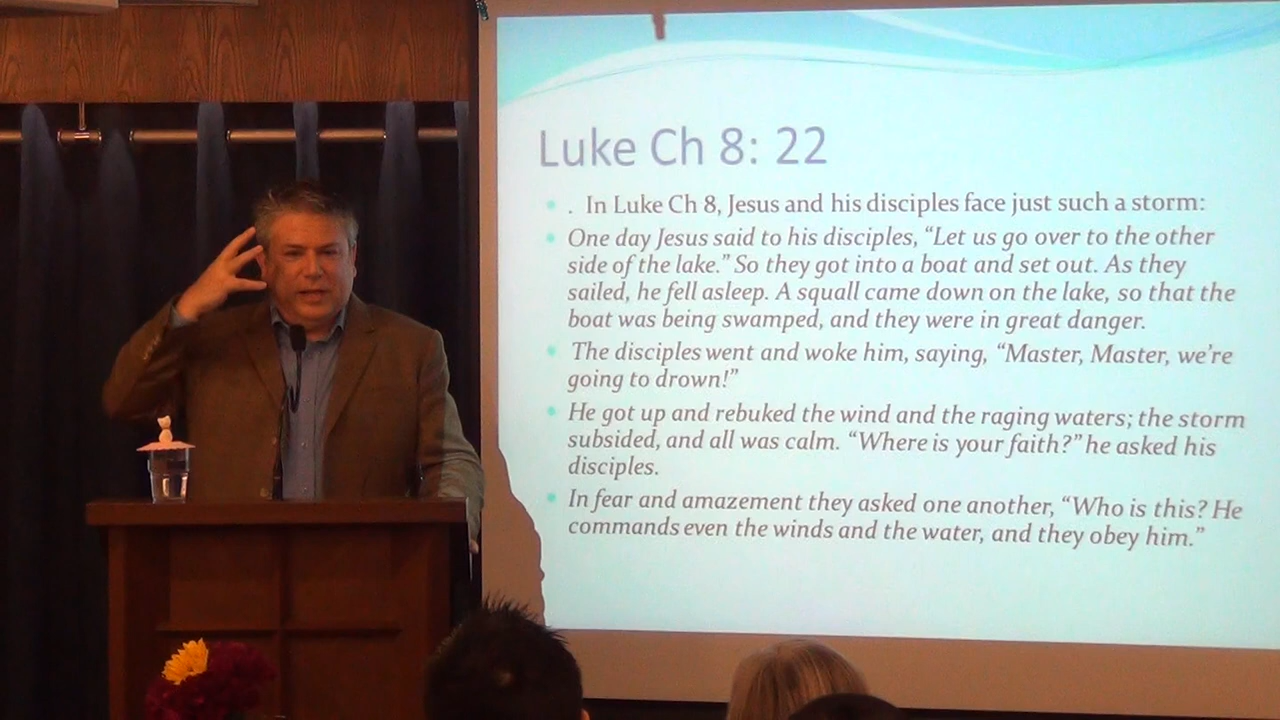 Luke Ch 8: 22
. In Luke Ch 8, Jesus and his disciples face just such a storm:
One day Jesus said to his disciples, “Let us go over to the other
side of the lake.” So they got into a boat and set out. As they
sailed, he fell asleep. A squall came down on the lake, so that the
boat was being swamped, and they were in great danger.
The disciples went and woke him, saying, “Master, Master, we’re
going to drown!”
He got up and rebuked the wind and the raging waters; the storm
subsided, and all was calm. “Where is your faith?” he asked his
disciples.
In fear and amazement they asked one another, “Who is this? He
commands even the winds and the water, and they obey him.”